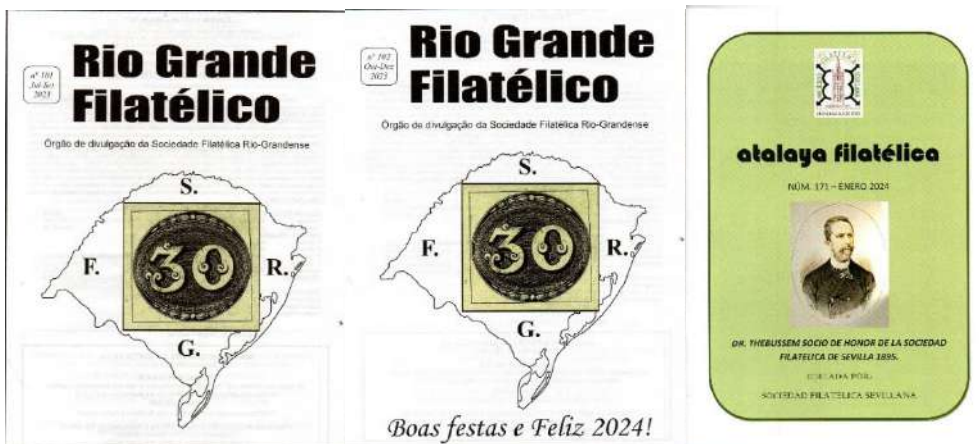 nº 101
Jul-Set
2023
Rio Grande
Filatélico
Órgão de divulgação da Sociedade Filatélica Rio-Grandense
S.
F.
30
R.
G.
nº 102
Out-Dez
2023
Rio Grande
Filatélico
Órgão de divulgação da Sociedade Filatélica Rio-Grandense
S.
F.
30
R.
G.
Boas festas e Feliz 2024!
atalaya filatélica
NÚM. 171 – ENERO 2024
DR. THEBUSSEM SOCIO DE HONOR DE LA SOCIEDAD
FILATELICA DE SEVILLA 1895.
EDITADA POR:
SOCIEDAD FILATELICA SEVILLANA